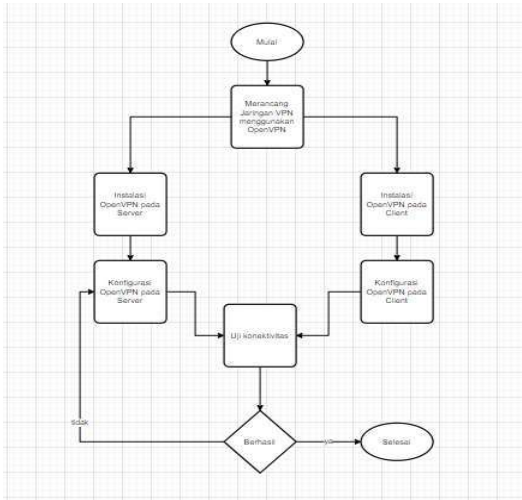 Mulai
Merancang
Jaringan VPN
menggunakan
OpenVPN
Instalasi
OpenVPN pada
Server
Instalasi
OpenVPN pada
Client
Konfigurasi
OpenVPN pada
Server
Konfigurasi
OpenVPN pada
Client
Uji konektivitas
tidak
Berhasil
ya
Selesai